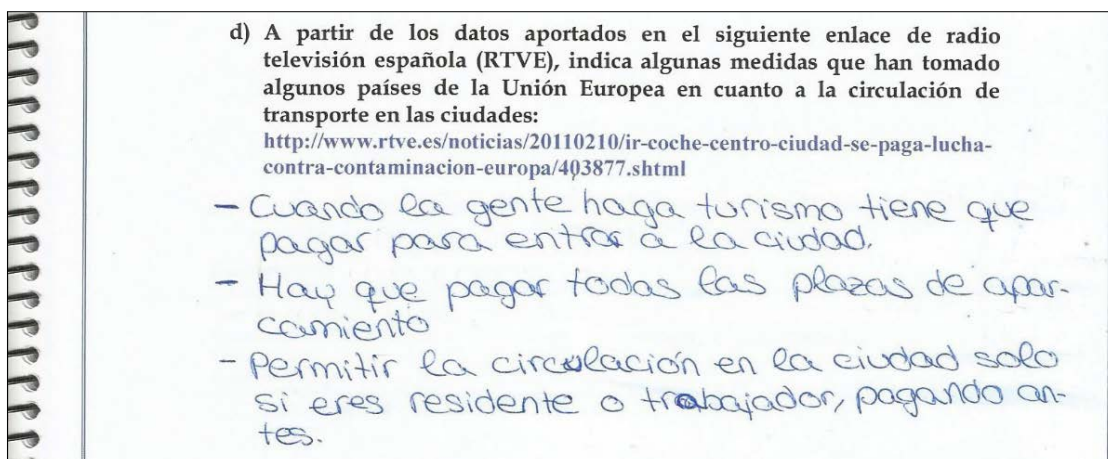 d) A partir de los datos aportados en el siguiente enlace de radio
televisión española (RTVE), indica algunas medidas que han tomado
algunos países de la Unión Europea en cuanto a la circulación de
transporte en las ciudades:
http://www.rtve.es/noticias/20110210/ir-coche-centro-ciudad-se-paga-lucha-
contra-contaminacion-europa/403877.shtml
- Cuando la gente haga turismo tiene que
pagar para entrar a la ciudad.
- Hay que pagar todas las plazas de apar-
camiento
- Permitir la circulación en la ciudad solo
si eres residente o trabajador, pagando an-
tes.